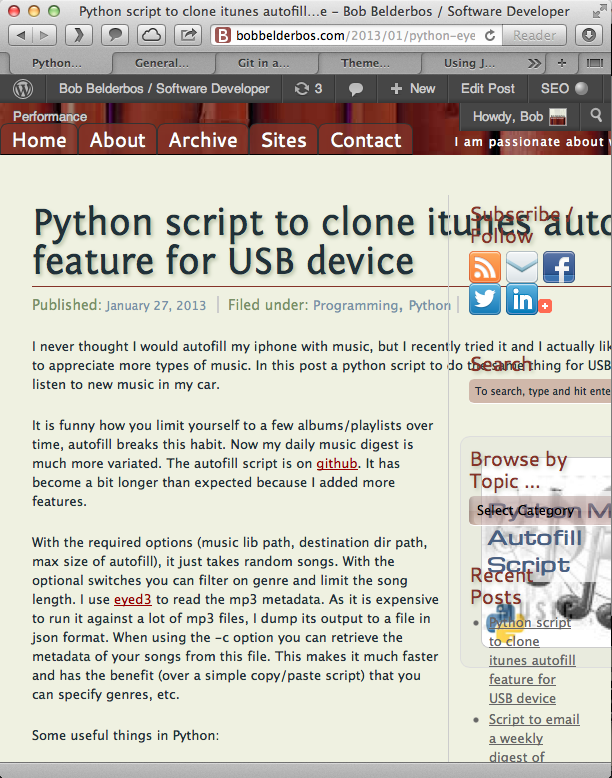 Python script to clone itunes autofill...e - Bob Belderbos / Software Developer
bobbelderbos.com/2013/01/python-eye
Reader
Python...
General...
Git in a...
Theme...
Using J...
Bob Belderbos / Software Developer
3
+ New
Edit Post
SEO
Performance
Howdy, Bob
Home
About
Archive
Sites
Contact
I am passionate about
Python script to clone itunes auto
feature for USB device
Published: January 27, 2013 | Filed under: Programming, Python |
I never thought I would autofill my iphone with music, but I recently tried it and I actually lik
to appreciate more types of music. In this post a python script to do the same thing for USB
listen to new music in my car.
It is funny how you limit yourself to a few albums/playlists over
time, autofill breaks this habit. Now my daily music digest is
much more variated. The autofill script is on github. It has
become a bit longer than expected because I added more
features.
With the required options (music lib path, destination dir path,
max size of autofill), it just takes random songs. With the
optional switches you can filter on genre and limit the song
length. I use eyed3 to read the mp3 metadata. As it is expensive
to run it against a lot of mp3 files, I dump its output to a file in
json format. When using the -c option you can retrieve the
metadata of your songs from this file. This makes it much faster
and has the benefit (over a simple copy/paste script) that you
can specify genres, etc.
Some useful things in Python:
Subscribe /
Follow
in
Search
To search, type and hit ente
Browse by
Topic ...
Select Category
Python M
Autofill
Script
MUSIC
Recent
Posts
Python script
to clone
itunes autofill
feature for
USB device
Script to email
a weekly
digest of